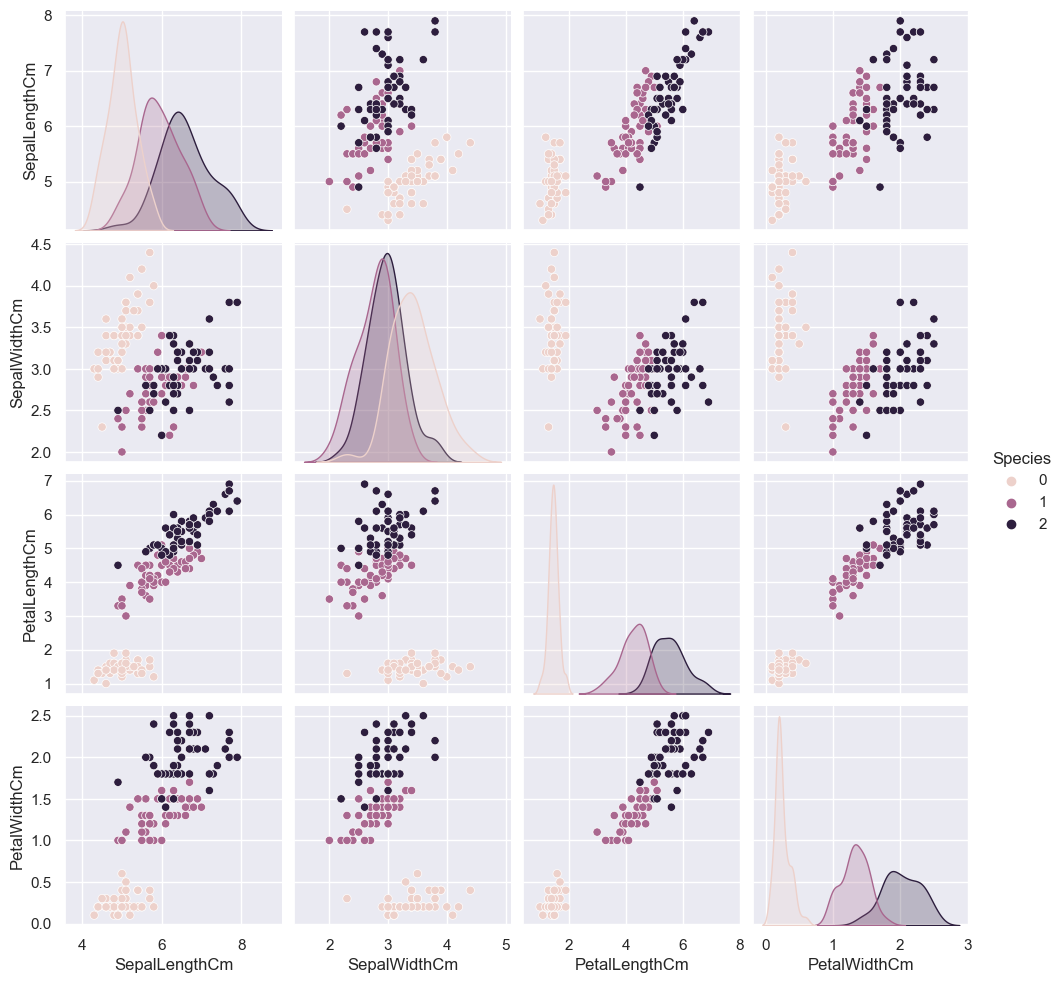 8
7
6
5
SepalLengthCm
4.5
4.0
3.5
3.0
2.5
2.0
SepalWidthCm
Species
0
1
2
7
6
5
4
3
2
1
PetalLengthCm
2.5
2.0
1.5
1.0
0.5
0.0
PetalWidthCm
4 6 8
SepalLengthCm
2 3 4 5
SepalWidthCm
2 4 6 8
PetalLengthCm
0 1 2 3
PetalWidthCm